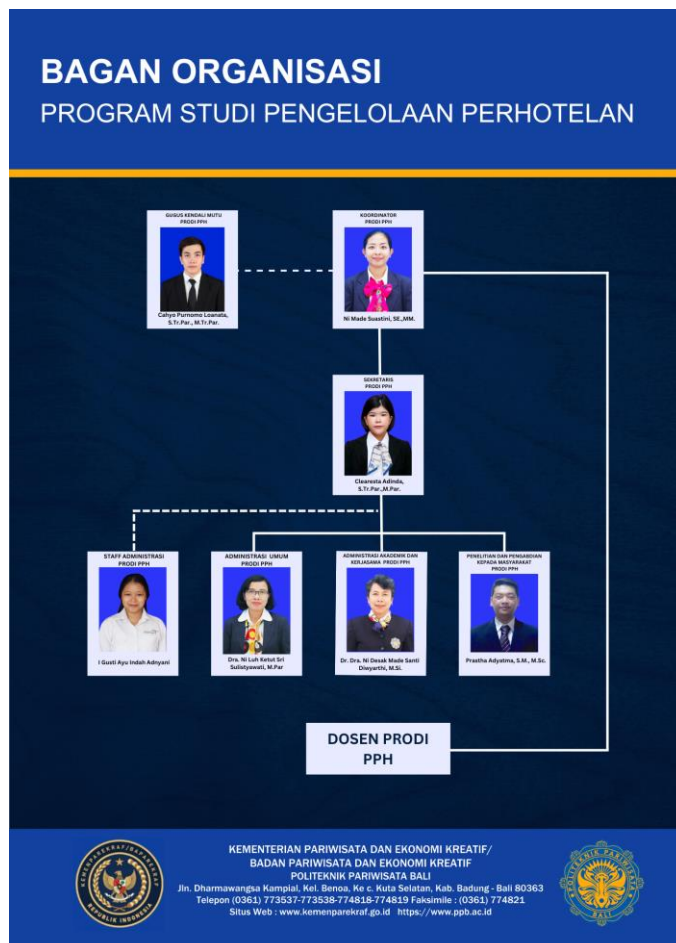 BAGAN ORGANISASI
PROGRAM STUDI PENGELOLAAN PERHOTELAN
GUGUS KENDALI MUTU
PRODI PPH
Cahyo Purnomo Loanata,
S.Tr.Par., M.Tr.Par.
KOORDINATOR
PRODI PPH
Ni Made Suastini, SE.,MM.
SEKRETARIS
PRODI PPH
Clearesta Adinda,
S.Tr.Par.,M.Par.
STAFF ADMINISTRASI
PRODI PPH
I Gusti Ayu Indah Adnyani
ADMINISTRASI UMUM
PRODI PPH
Dra. Ni Luh Ketut Sri
Sulistyawati, M.Par
ADMINISTRASI AKADEMIK DAN
KERJASAMA PRODI PPH
Dr. Dra. Ni Desak Made Santi
Diwyarthi, M.Si.
PENELITIAN DAN PENGABDIAN
KEPADA MASYARAKAT
PRODI PPH
Prastha Adyatma, S.M., M.Sc.
DOSEN PRODI
PPH
KEMENPAREKRAF/BAPAREKRAF
REPUBLIK INDONESIA
KEMENTERIAN PARIWISATA DAN EKONOMI KREATIF/
BADAN PARIWISATA DAN EKONOMI KREATIF
POLITEKNIK PARIWISATA BALI
Jln. Dharmawangsa Kampial, Kel. Benoa, Ke c. Kuta Selatan, Kab. Badung - Bali 80363
Telepon (0361) 773537-773538-774818-774819 Faksimile : (0361) 774821
Situs Web : www.kemenparekraf.go.id https://www.ppb.ac.id
POLITEKNIK PARIWISATA
BALI